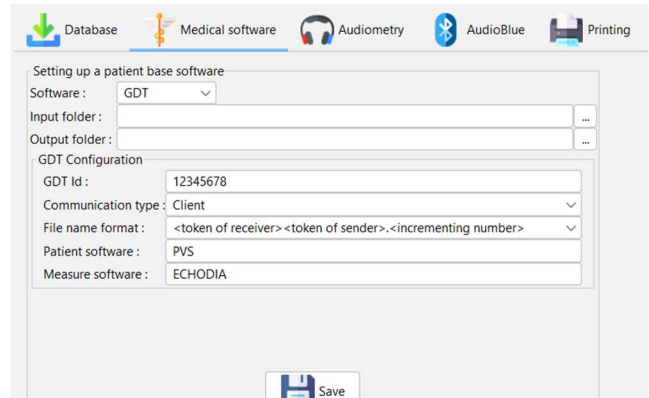 Database Medical software Audiometry AudioBlue Printing
Setting up a patient base software
Software : GDT
Input folder : ...
Output folder : ...
GDT Configuration
GDT Id : 12345678
Communication type : Client
File name format : <token of receiver><token of sender>.<incrementing number>
Patient software : PVS
Measure software : ECHODIA
Save